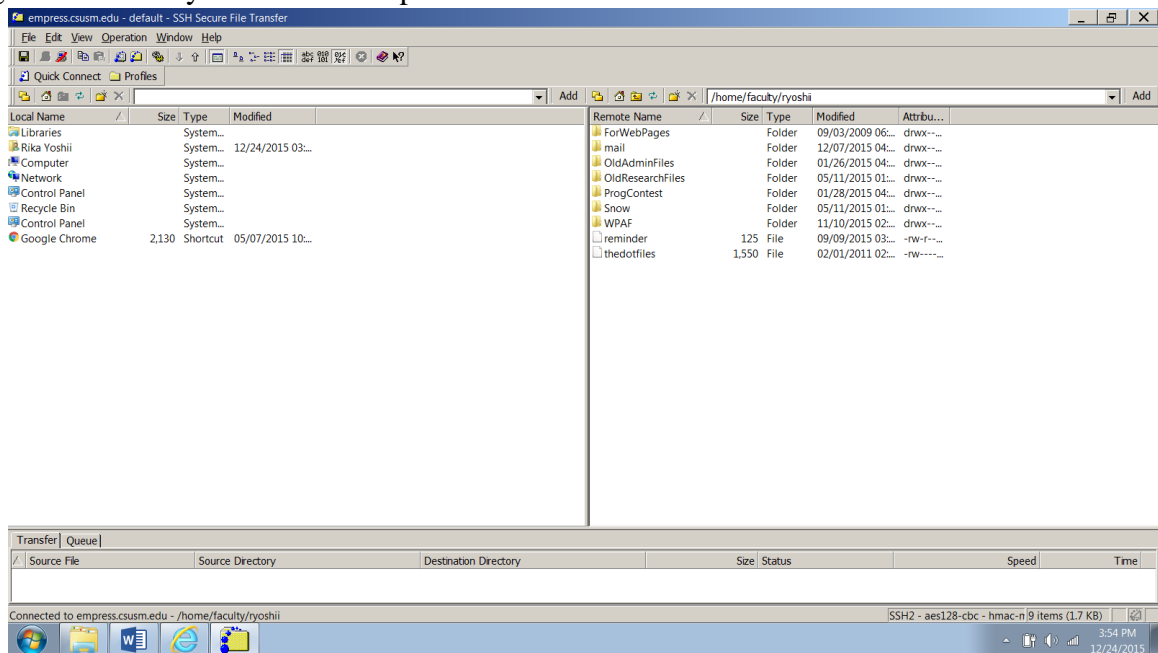 empress.csusm.edu - default - SSH Secure File Transfer
File Edit View Operation Window Help
Quick Connect Profiles
Add /home/faculty/ryoshii Add
Local Name Size Type Modified
Libraries System...
Rika Yoshii System... 12/24/2015 03:...
Computer System...
Network System...
Control Panel System...
Recycle Bin System...
Control Panel System...
Google Chrome 2,130 Shortcut 05/07/2015 10:...
Remote Name Size Type Modified Attribu...
ForWebPages Folder 09/03/2009 06:... drwx--...
mail Folder 12/07/2015 04:... drwx--...
OldAdminFiles Folder 01/26/2015 04:... drwx--...
OldResearchFiles Folder 05/11/2015 01:... drwx--...
ProgContest Folder 01/28/2015 04:... drwx--...
Snow Folder 05/11/2015 01:... drwx--...
WPAF Folder 11/10/2015 02:... drwx--...
reminder 125 File 09/09/2015 03:... -rw-r--...
thedotfiles 1,550 File 02/01/2011 02:... -rw----...
Transfer Queue
Source File Source Directory Destination Directory Size Status Speed Time
Connected to empress.csusm.edu - /home/faculty/ryoshii SSH2 - aes128-cbc - hmac-n 9 items (1.7 KB)
3:54 PM
12/24/2015